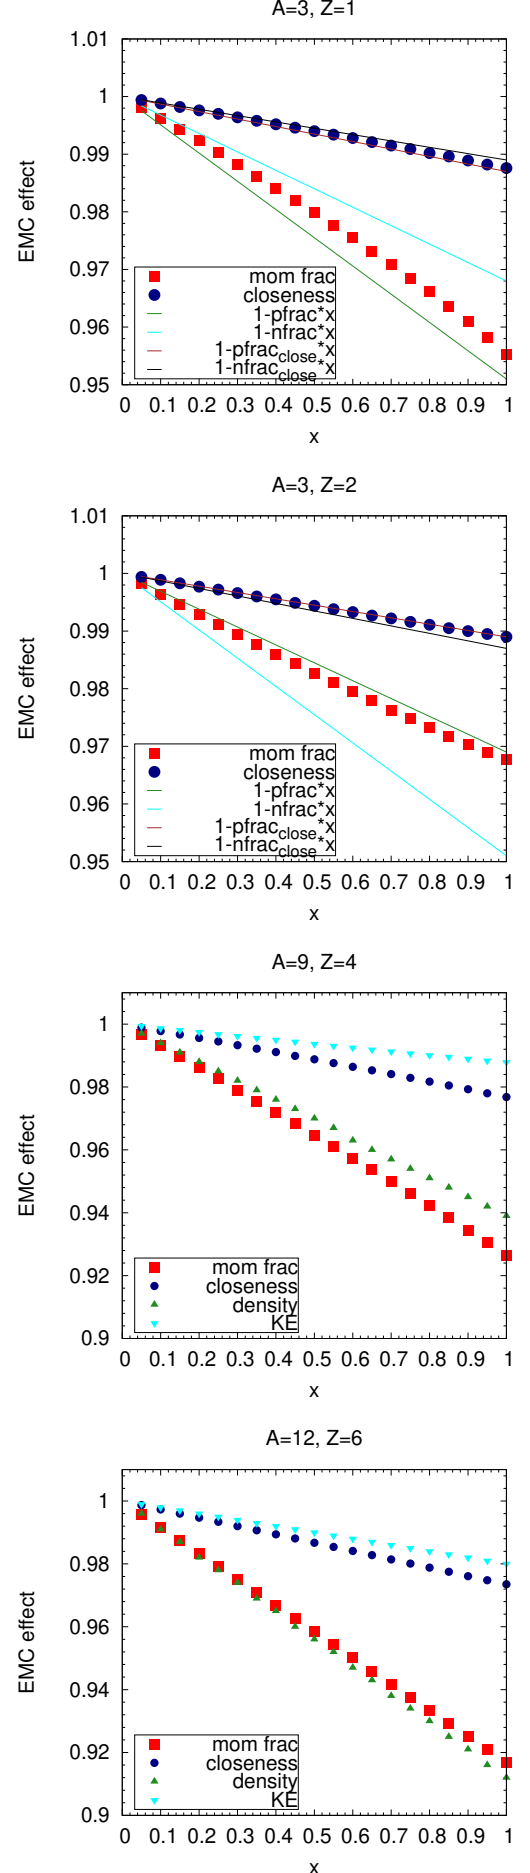 A=3, Z=1
1.01
1
0.99
0.98
0.97
0.96
0.95
EMC effect
mom frac
closeness
1-pfrac*x
1-nfrac*x
1-pfrac_close*x
1-nfrac_close*x
0 0.1 0.2 0.3 0.4 0.5 0.6 0.7 0.8 0.9 1
x
A=3, Z=2
1.01
1
0.99
0.98
0.97
0.96
0.95
EMC effect
mom frac
closeness
1-pfrac*x
1-nfrac*x
1-pfrac_close*x
1-nfrac_close*x
0 0.1 0.2 0.3 0.4 0.5 0.6 0.7 0.8 0.9 1
x
A=9, Z=4
1
0.98
0.96
0.94
0.92
0.9
EMC effect
mom frac
closeness
density
KE
0 0.1 0.2 0.3 0.4 0.5 0.6 0.7 0.8 0.9 1
x
A=12, Z=6
1
0.98
0.96
0.94
0.92
0.9
EMC effect
mom frac
closeness
density
KE
0 0.1 0.2 0.3 0.4 0.5 0.6 0.7 0.8 0.9 1
x